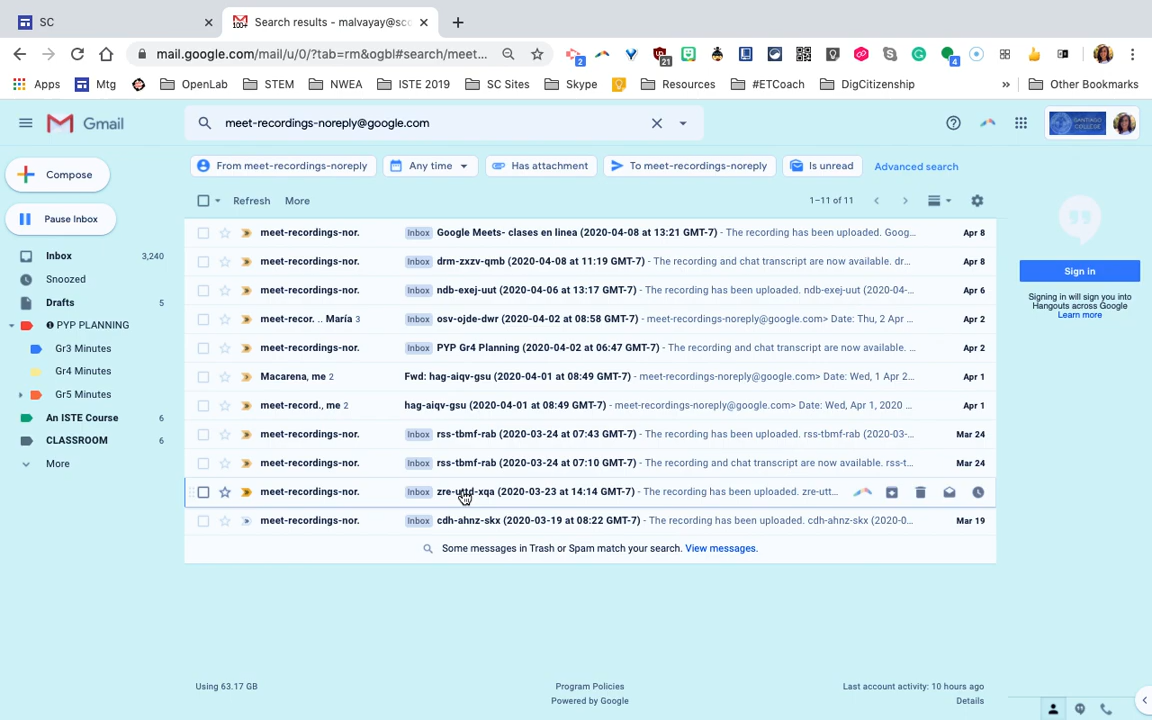 SC
Search results - malvayay@sco
mail.google.com/mail/u/0/?tab=rm&ogbl#search/meet...
Apps Mtg OpenLab STEM NWEA ISTE 2019 SC Sites Skype Resources #ETCoach DigCitizenship » Other Bookmarks
Gmail
meet-recordings-noreply@google.com
SANTIAGO COLLEGE
Compose
From meet-recordings-noreply Any time Has attachment To meet-recordings-noreply Is unread Advanced search
Refresh More 1–11 of 11
Pause Inbox
Inbox 3,240
Snoozed
Drafts 5
PYP PLANNING
Gr3 Minutes
Gr4 Minutes
Gr5 Minutes
An ISTE Course 6
CLASSROOM 6
More
meet-recordings-nor. Inbox Google Meets- clases en linea (2020-04-08 at 13:21 GMT-7) - The recording has been uploaded. Goog... Apr 8
meet-recordings-nor. Inbox drm-zxzv-qmb (2020-04-08 at 11:19 GMT-7) - The recording and chat transcript are now available. dr... Apr 8
meet-recordings-nor. Inbox ndb-exej-uut (2020-04-06 at 13:17 GMT-7) - The recording has been uploaded. ndb-exej-uut (2020-04-... Apr 6
meet-recor. .. María 3 Inbox osv-ojde-dwr (2020-04-02 at 08:58 GMT-7) - meet-recordings-noreply@google.com> Date: Thu, 2 Apr ... Apr 2
meet-recordings-nor. Inbox PYP Gr4 Planning (2020-04-02 at 06:47 GMT-7) - The recording and chat transcript are now available. ... Apr 2
Macarena, me 2 Fwd: hag-aiqv-gsu (2020-04-01 at 08:49 GMT-7) - meet-recordings-noreply@google.com> Date: Wed, 1 Apr 2... Apr 1
meet-record., me 2 hag-aiqv-gsu (2020-04-01 at 08:49 GMT-7) - meet-recordings-noreply@google.com> Date: Wed, Apr 1, 2020 ... Apr 1
meet-recordings-nor. Inbox rss-tbmf-rab (2020-03-24 at 07:43 GMT-7) - The recording has been uploaded. rss-tbmf-rab (2020-03-... Mar 24
meet-recordings-nor. Inbox rss-tbmf-rab (2020-03-24 at 07:10 GMT-7) - The recording and chat transcript are now available. rss-t... Mar 24
meet-recordings-nor. Inbox zre-uttd-xqa (2020-03-23 at 14:14 GMT-7) - The recording has been uploaded. zre-utt...
meet-recordings-nor. Inbox cdh-ahnz-skx (2020-03-19 at 08:22 GMT-7) - The recording has been uploaded. cdh-ahnz-skx (2020-0... Mar 19
Some messages in Trash or Spam match your search. View messages.
Sign in
Signing in will sign you into
Hangouts across Google
Learn more
Using 63.17 GB
Program Policies
Powered by Google
Last account activity: 10 hours ago
Details
100+
2
21
4